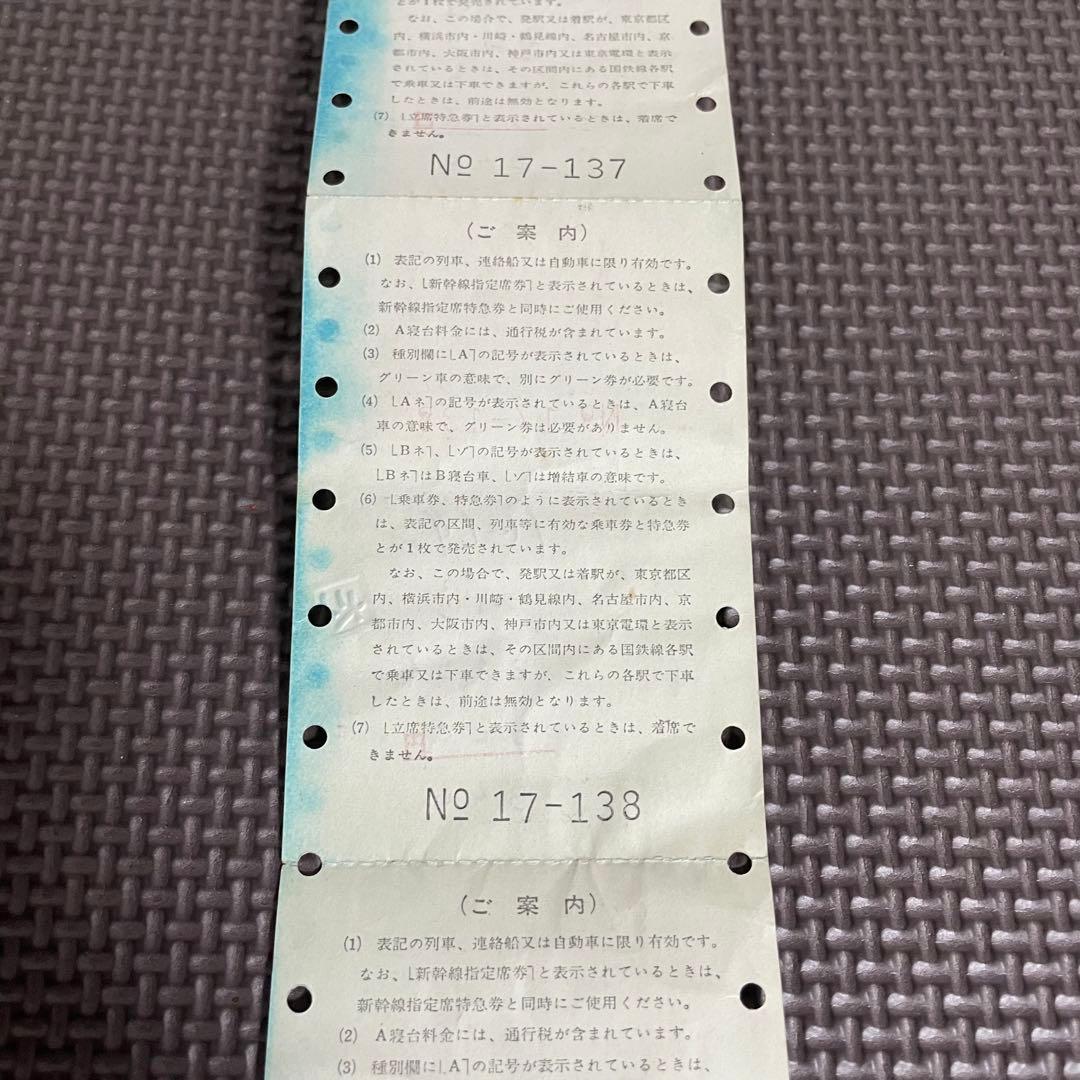 とが1枚で発売されています。
なお、この場合で、発駅又は着駅が、東京都区
内、横浜市内・川崎・鶴見線内、名古屋市内、京
都市内、大阪市内、神戸市内又は東京電環と表示
されているときは、その区間内にある国鉄線各駅
で乗車又は下車できますが、これらの各駅で下車
したときは、前途は無効となります。
(7) ⌊立席特急券⌉と表示されているときは、着席で
きません。
№ 17-137
(ご 案 内)
(1) 表記の列車、連絡船又は自動車に限り有効です。
なお、⌊新幹線指定席券⌉と表示されているときは、
新幹線指定席特急券と同時にご使用ください。
(2) A寝台料金には、通行税が含まれています。
(3) 種別欄に⌊A⌉の記号が表示されているときは、
グリーン車の意味で、別にグリーン券が必要です。
(4) ⌊Aネ⌉の記号が表示されているときは、A寝台
車の意味で、グリーン券は必要がありません。
(5) ⌊Bネ⌉、⌊ゾ⌉の記号が表示されているときは、
⌊Bネ⌉はB寝台車、⌊ゾ⌉は増結車の意味です。
(6) ⌊乗車券、特急券⌉のように表示されているとき
は、表記の区間、列車等に有効な乗車券と特急券
とが1枚で発売されています。
なお、この場合で、発駅又は着駅が、東京都区
内、横浜市内・川崎・鶴見線内、名古屋市内、京
都市内、大阪市内、神戸市内又は東京電環と表示
されているときは、その区間内にある国鉄線各駅
で乗車又は下車できますが、これらの各駅で下車
したときは、前途は無効となります。
(7) ⌊立席特急券⌉と表示されているときは、着席で
きません。
№ 17-138
(ご 案 内)
(1) 表記の列車、連絡船又は自動車に限り有効です。
なお、⌊新幹線指定席券⌉と表示されているときは、
新幹線指定席特急券と同時にご使用ください。
(2) A寝台料金には、通行税が含まれています。
(3) 種別欄に⌊A⌉の記号が表示されているときは、